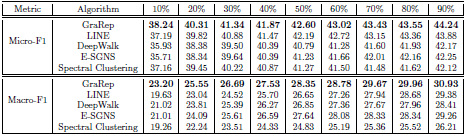 Metric Algorithm 10% 20% 30% 40% 50% 60% 70% 80% 90%
GraRep 38.24 40.31 41.34 41.87 42.60 43.02 43.43 43.55 44.24
LINE 37.19 39.82 40.88 41.47 42.19 42.72 43.15 43.36 43.88
Micro-F1 DeepWalk 35.93 38.38 39.50 40.39 40.79 41.28 41.60 41.93 42.17
E-SGNS 35.71 38.34 39.64 40.39 41.23 41.66 42.01 42.16 42.25
Spectral Clustering 37.16 39.45 40.22 40.87 41.27 41.50 41.48 41.62 42.12
GraRep 23.20 25.55 26.69 27.53 28.35 28.78 29.67 29.96 30.93
LINE 19.63 23.04 24.52 25.70 26.65 27.26 27.94 28.68 29.38
Macro-F1 DeepWalk 21.02 23.81 25.39 26.27 26.85 27.36 27.67 27.96 28.41
E-SGNS 21.01 24.09 25.61 26.59 27.64 28.08 28.33 28.34 29.26
Spectral Clustering 19.26 22.24 23.51 24.33 24.83 25.19 25.36 25.52 26.21